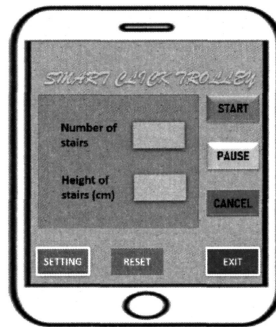 SMART CLICK TROLLEY
START
Number of
stairs
PAUSE
Height of
stairs (cm)
CANCEL
SETTING
RESET
EXIT